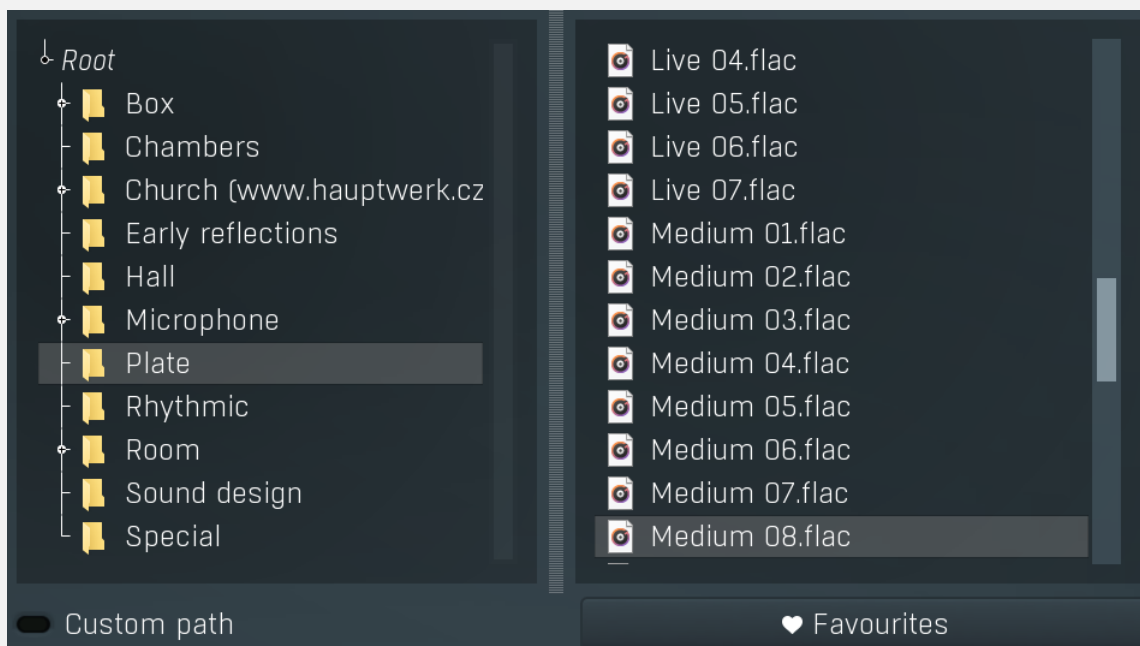 Root
Box
Chambers
Church (www.hauptwerk.cz
Early reflections
Hall
Microphone
Plate
Rhythmic
Room
Sound design
Special
Custom path
Live 04.flac
Live 05.flac
Live 06.flac
Live 07.flac
Medium 01.flac
Medium 02.flac
Medium 03.flac
Medium 04.flac
Medium 05.flac
Medium 06.flac
Medium 07.flac
Medium 08.flac
Favourites